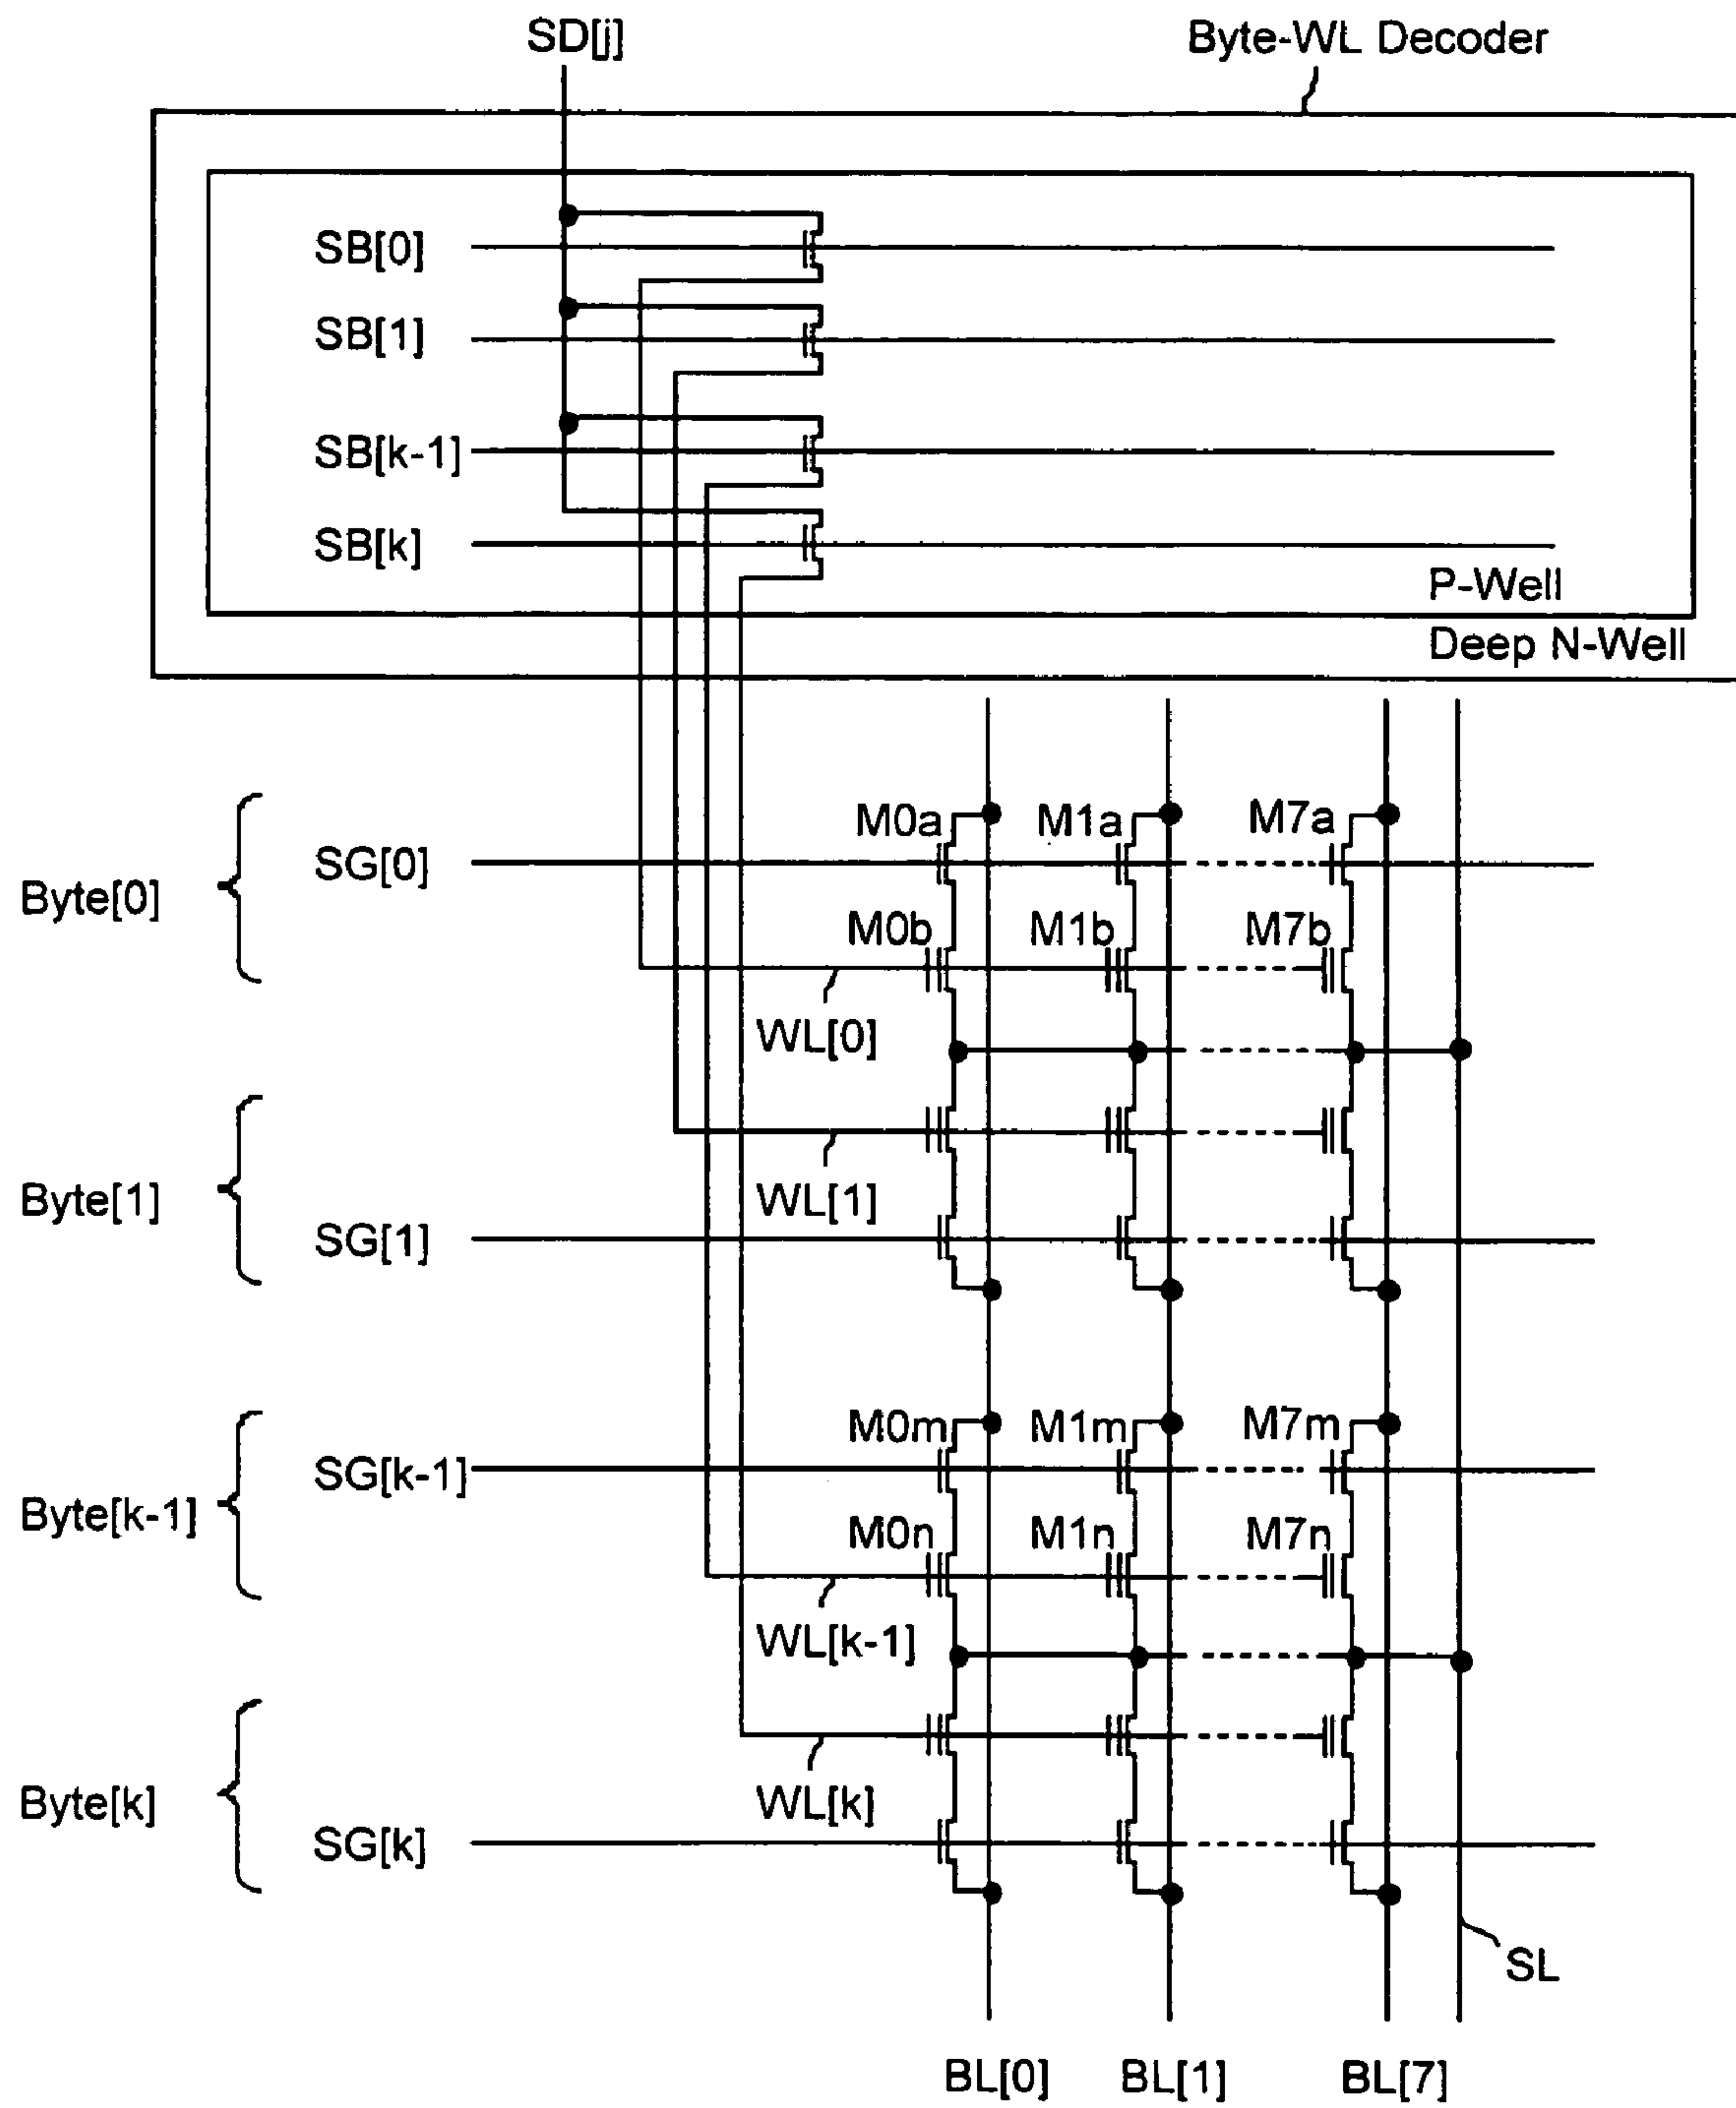 SD[j]
Byte-WL Decoder
SB[0]
SB[1]
SB[k-1]
SB[k]
P-Well
Deep N-Well
M0a
M1a
M7a
SG[0]
Byte[0]
M0b
M1b
M7b
WL[0]
Byte[1]
WL[1]
SG[1]
M0m
M1m
M7m
SG[k-1]
Byte[k-1]
M0n
M1n
M7n
WL[k-1]
Byte[k]
WL[k]
SG[k]
SL
BL[0]
BL[1]
BL[7]